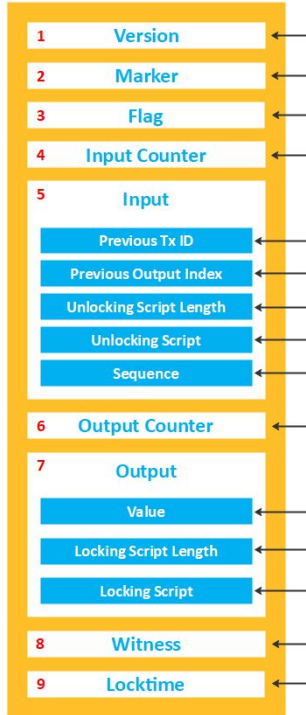 1 Version
2 Marker
3 Flag
4 Input Counter
5 Input
Previous Tx ID
Previous Output Index
Unlocking Script Length
Unlocking Script
Sequence
6 Output Counter
7 Output
Value
Locking Script Length
Locking Script
8 Witness
9 Locktime